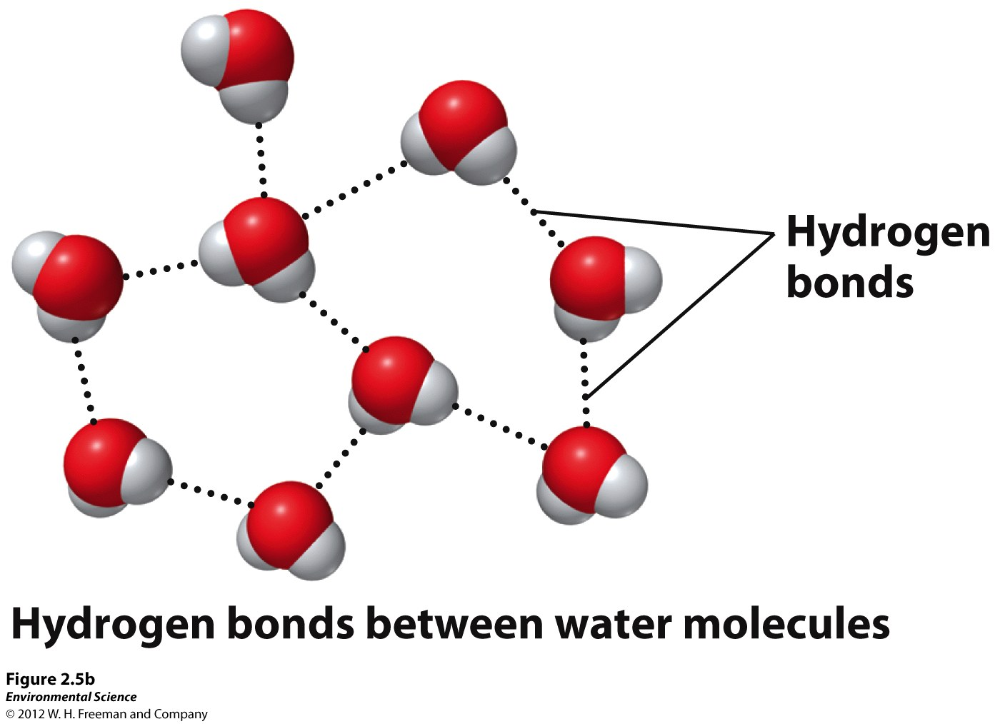 Hydrogen
bonds
Hydrogen bonds between water molecules
Figure 2.5b
Environmental Science
© 2012 W. H. Freeman and Company